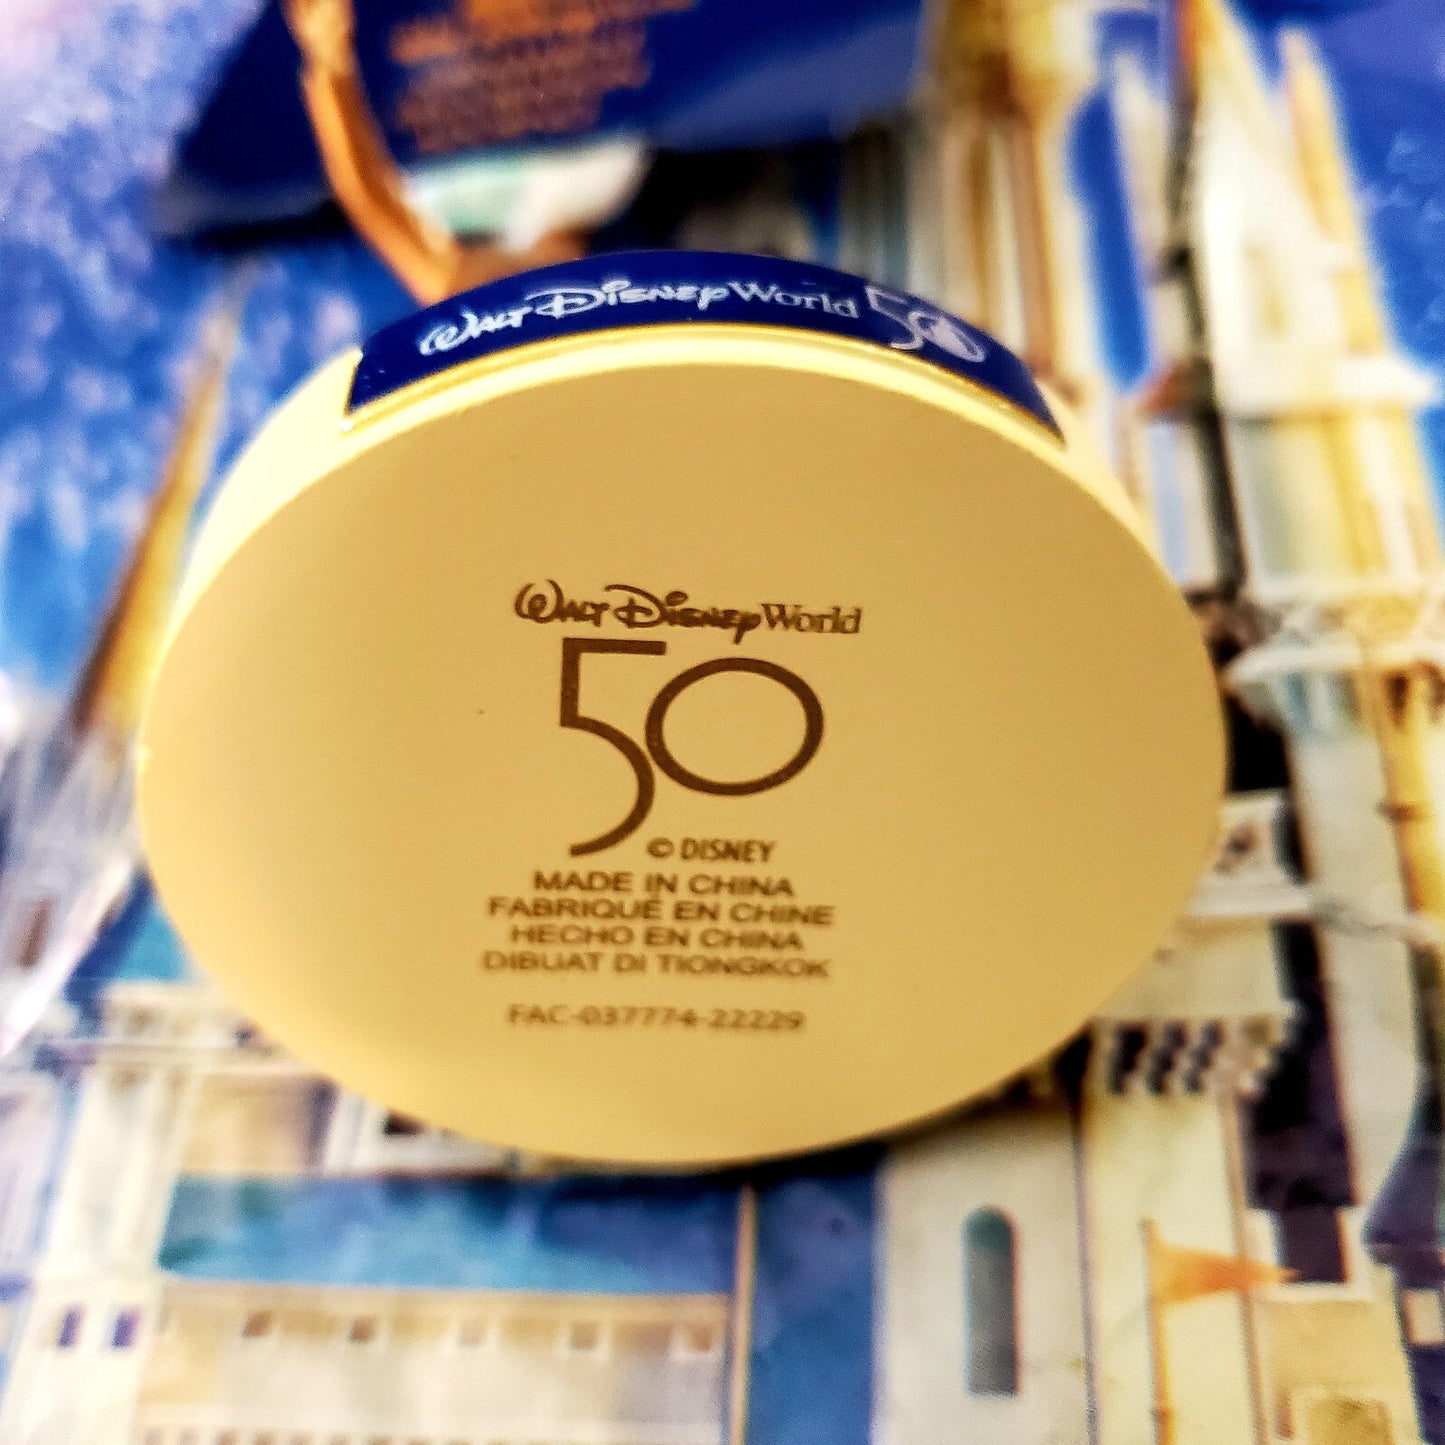 Walt Disney World 50
Walt Disney World
50
© DISNEY
MADE IN CHINA
FABRIQUÉ EN CHINE
HECHO EN CHINA
DIBUAT DI TIONGKOK
FAC-037774-22229